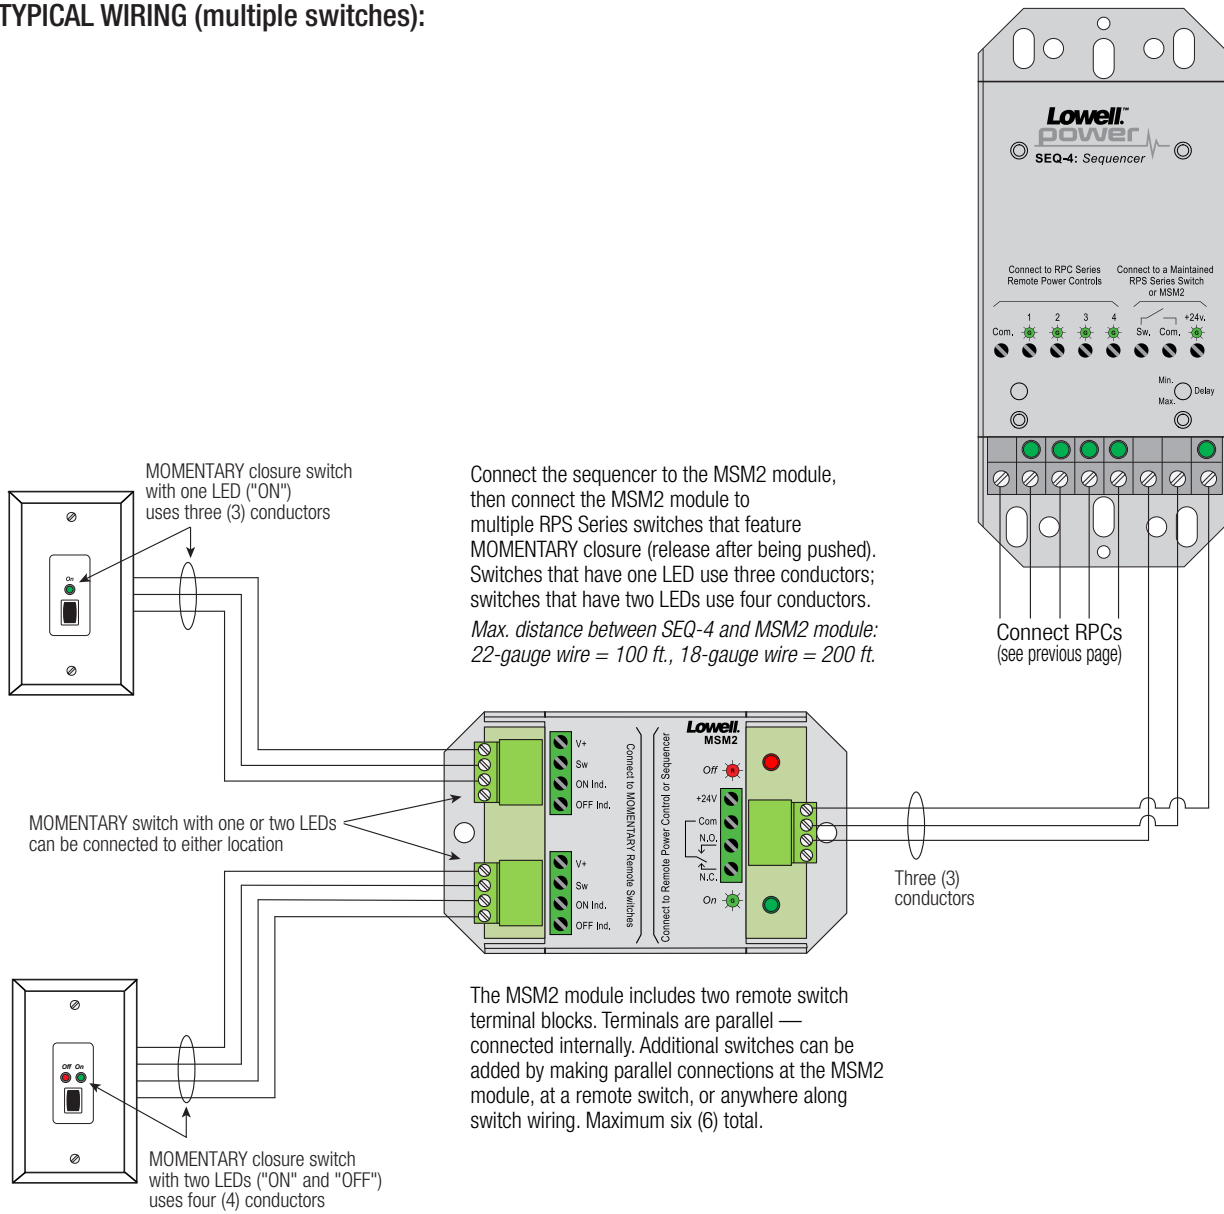 TYPICAL WIRING (multiple switches):
Lowell™
power
SEQ-4: Sequencer
Connect to RPC Series
Remote Power Controls
Connect to a Maintained
RPS Series Switch
or MSM2
Com. 1 2 3 4 Sw. Com. +24v.
G G G G G
Min.
Max.
Delay
Connect RPCs
(see previous page)
MOMENTARY closure switch
with one LED ("ON")
uses three (3) conductors
On
Connect the sequencer to the MSM2 module,
then connect the MSM2 module to
multiple RPS Series switches that feature
MOMENTARY closure (release after being pushed).
Switches that have one LED use three conductors;
switches that have two LEDs use four conductors.
Max. distance between SEQ-4 and MSM2 module:
22-gauge wire = 100 ft., 18-gauge wire = 200 ft.
Lowell.
MSM2
V+
Sw
ON Ind.
OFF Ind.
V+
Sw
ON Ind.
OFF Ind.
Connect to MOMENTARY Remote Switches
Connect to Remote Power Control or Sequencer
Off
R
+24V
Com
N.O.
N.C.
On
G
Three (3)
conductors
MOMENTARY switch with one or two LEDs
can be connected to either location
The MSM2 module includes two remote switch
terminal blocks. Terminals are parallel —
connected internally. Additional switches can be
added by making parallel connections at the MSM2
module, at a remote switch, or anywhere along
switch wiring. Maximum six (6) total.
Off On
MOMENTARY closure switch
with two LEDs ("ON" and "OFF")
uses four (4) conductors